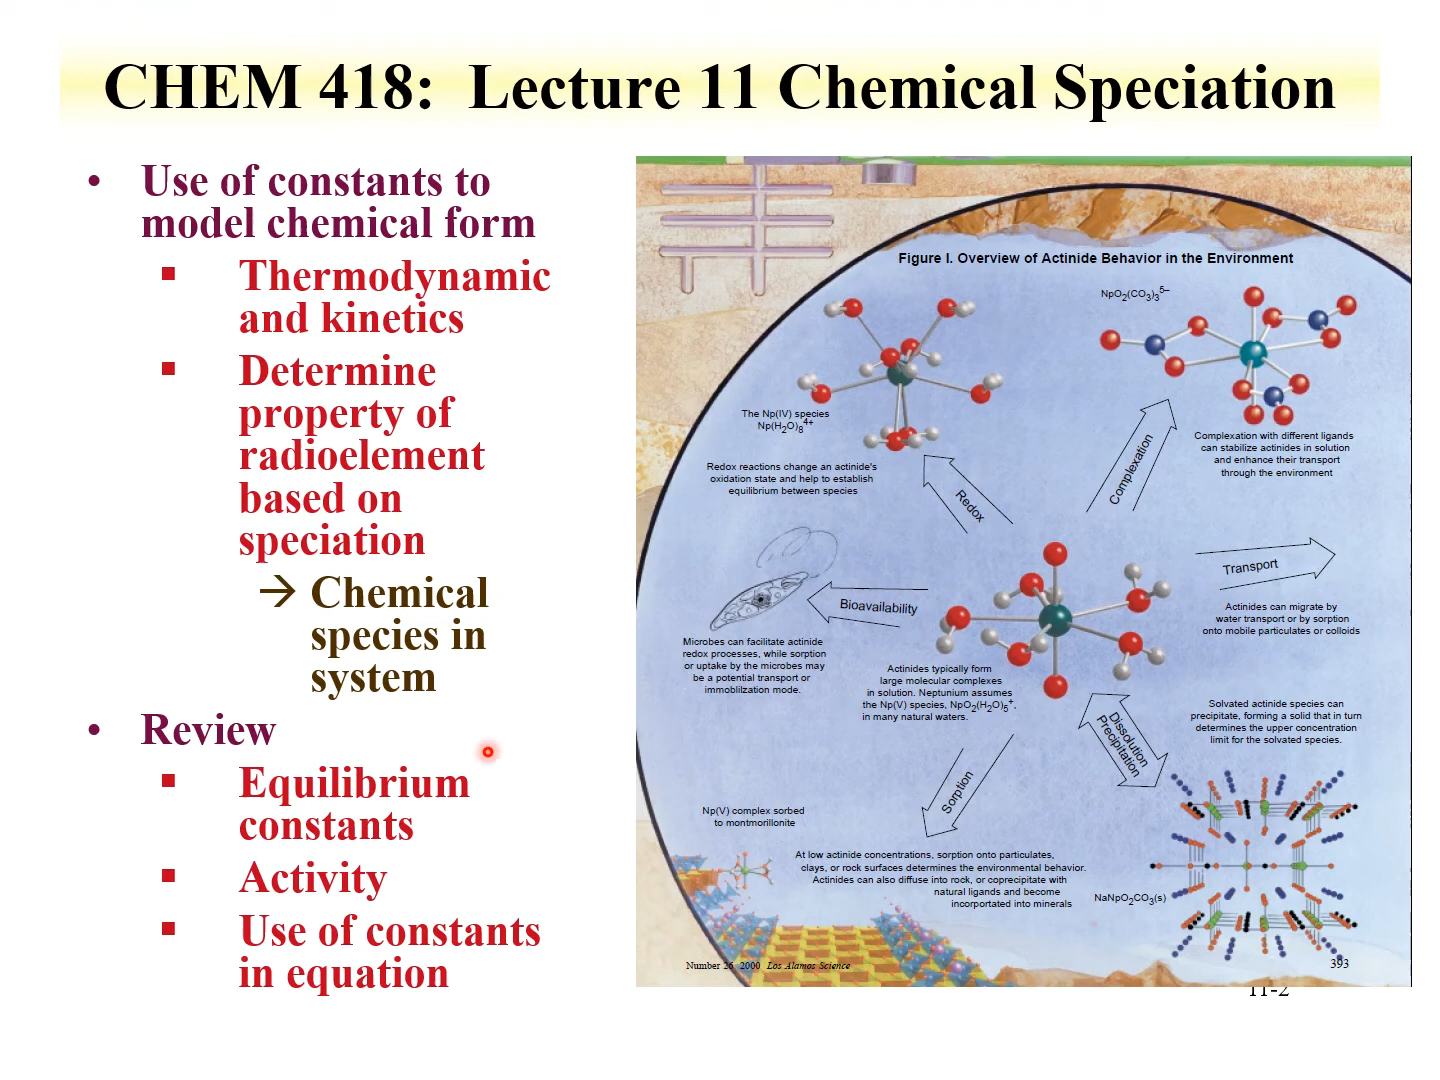 CHEM 418:  Lecture 11 Chemical Speciation
• Use of constants to
model chemical form
▪ Thermodynamic
and kinetics
▪ Determine
property of
radioelement
based on
speciation
→ Chemical
species in
system
• Review
▪ Equilibrium
constants
▪ Activity
▪ Use of constants
in equation
Figure I. Overview of Actinide Behavior in the Environment
NpO₂(CO₃)₃⁵⁻
The Np(IV) species
Np(H₂O)₈⁴⁺
Redox reactions change an actinide's
oxidation state and help to establish
equilibrium between species
Redox
Complexation
Complexation with different ligands
can stabilize actinides in solution
and enhance their transport
through the environment
Transport
Actinides can migrate by
water transport or by sorption
onto mobile particulates or colloids
Bioavailability
Microbes can facilitate actinide
redox processes, while sorption
or uptake by the microbes may
be a potential transport or
immoblilzation mode.
Actinides typically form
large molecular complexes
in solution. Neptunium assumes
the Np(V) species, NpO₂(H₂O)₅⁺,
in many natural waters.
Dissolution
Precipitation
Solvated actinide species can
precipitate, forming a solid that in turn
determines the upper concentration
limit for the solvated species.
Sorption
Np(V) complex sorbed
to montmorillonite
At low actinide concentrations, sorption onto particulates,
clays, or rock surfaces determines the environmental behavior.
Actinides can also diffuse into rock, or coprecipitate with
natural ligands and become
incorportated into minerals
NaNpO₂CO₃(s)
Number 26  2000  Los Alamos Science
393
11-2